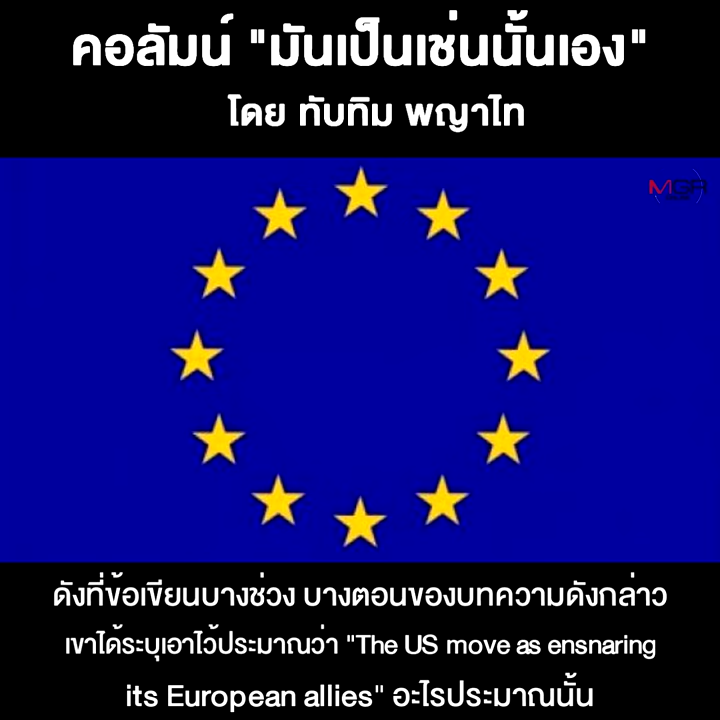 คอลัมน์ "มันเป็นเช่นนั้นเอง"
โดย ทับทิม พญาไท
MGR
ดังที่ข้อเขียนบางช่วง บางตอนของบทความดังกล่าว
เขาได้ระบุเอาไว้ประมาณว่า "The US move as ensnaring
its European allies" อะไรประมาณนั้น